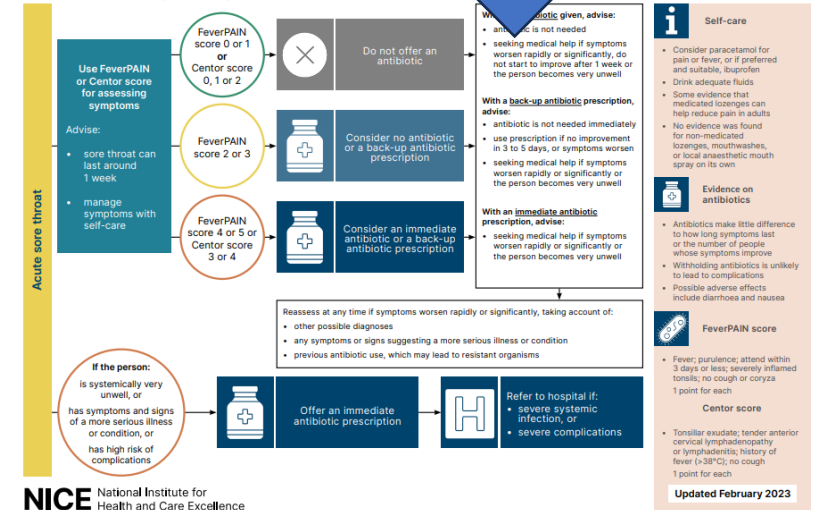 Acute sore throat
Use FeverPAIN
or Centor score
for assessing
symptoms
Advise:
• sore throat can
last around
1 week
• manage
symptoms with
self-care
FeverPAIN
score 0 or 1
or
Centor score
0, 1 or 2
Do not offer an
antibiotic
FeverPAIN
score 2 or 3
Consider no antibiotic
or a back-up antibiotic
prescription
FeverPAIN
score 4 or 5 or
Centor score
3 or 4
Consider an immediate
antibiotic or a back-up
antibiotic prescription
given, advise:
• is not needed
• seeking medical help if symptoms
worsen rapidly or significantly, do
not start to improve after 1 week or
the person becomes very unwell
With a back-up antibiotic prescription,
advise:
• antibiotic is not needed immediately
• use prescription if no improvement
in 3 to 5 days, or symptoms worsen
• seeking medical help if symptoms
worsen rapidly or significantly or
the person becomes very unwell
With an immediate antibiotic
prescription, advise:
• seeking medical help if symptoms
worsen rapidly or significantly or
the person becomes very unwell
Reassess at any time if symptoms worsen rapidly or significantly, taking account of:
• other possible diagnoses
• any symptoms or signs suggesting a more serious illness or condition
• previous antibiotic use, which may lead to resistant organisms
If the person:
is systemically very
unwell, or
has symptoms and signs
of a more serious illness
or condition, or
has high risk of
complications
Offer an immediate
antibiotic prescription
H
Refer to hospital if:
• severe systemic
infection, or
• severe complications
NICE National Institute for
Health and Care Excellence
i
Self-care
• Consider paracetamol for
pain or fever, or if preferred
and suitable, ibuprofen
• Drink adequate fluids
• Some evidence that
medicated lozenges can
help reduce pain in adults
• No evidence was found
for non-medicated
lozenges, mouthwashes,
or local anaesthetic mouth
spray on its own
Evidence on
antibiotics
• Antibiotics make little difference
to how long symptoms last
or the number of people
whose symptoms improve
• Withholding antibiotics is unlikely
to lead to complications
• Possible adverse effects
include diarrhoea and nausea
FeverPAIN score
• Fever; purulence; attend within
3 days or less; severely inflamed
tonsils; no cough or coryza
1 point for each
Centor score
• Tonsillar exudate; tender anterior
cervical lymphadenopathy
or lymphadenitis; history of
fever (>38°C); no cough
1 point for each
Updated February 2023